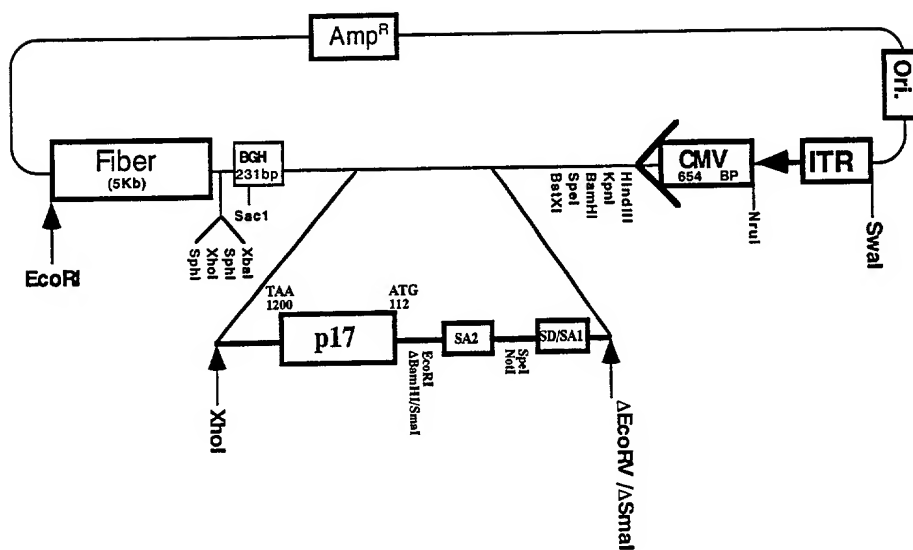 Amp^R
Ori.
Fiber
(5Kb)
BGH
231bp
CMV
654 BP
ITR
Sac1
SphI
XhoI
SphI
XbaI
BstXI
SpeI
BamHI
KpnI
HindIII
NruI
SwaI
EcoRI
TAA
1200
ATG
112
p17
SA2
SD/SA1
ΔBamHI/SmaI
EcoRI
NotI
SpeI
XhoI
ΔEcoRV /ΔSmaI